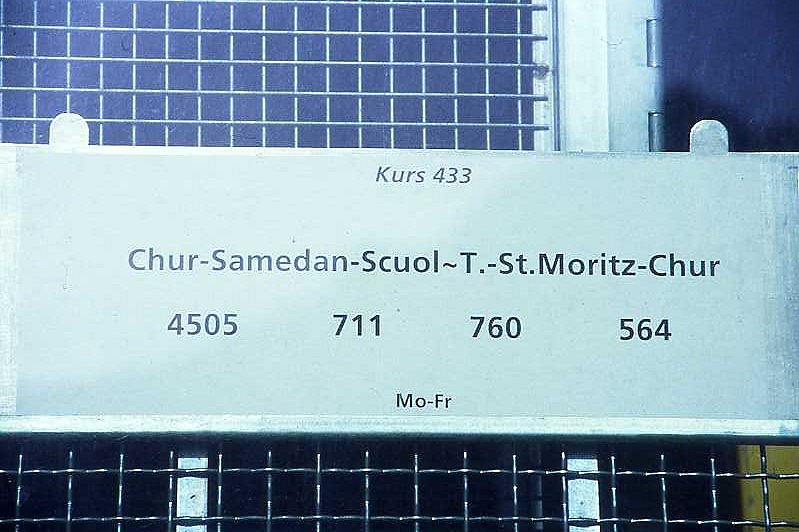 Kurs 433
Chur-Samedan-Scuol~T.-St.Moritz-Chur
4505 711 760 564
Mo-Fr